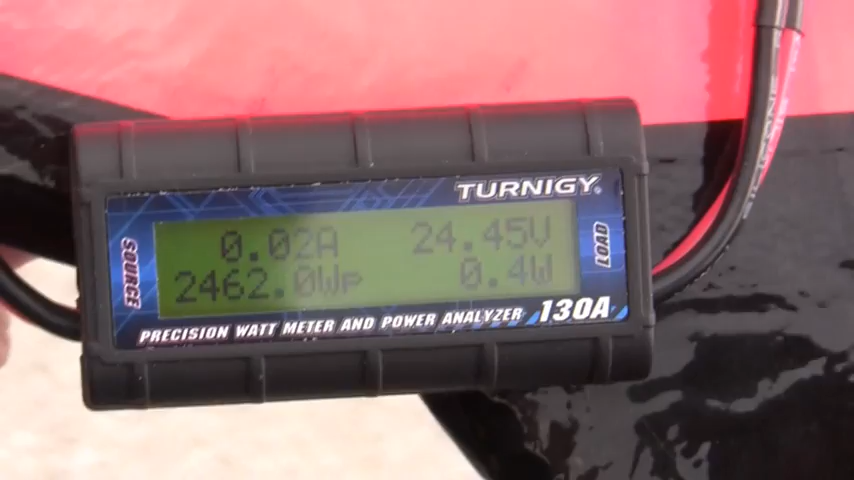 TURNIGY
SOURCE
0.02A 24.45V
2462.0Wp 0.4W
LOAD
PRECISION WATT METER AND POWER ANALYZER 130A